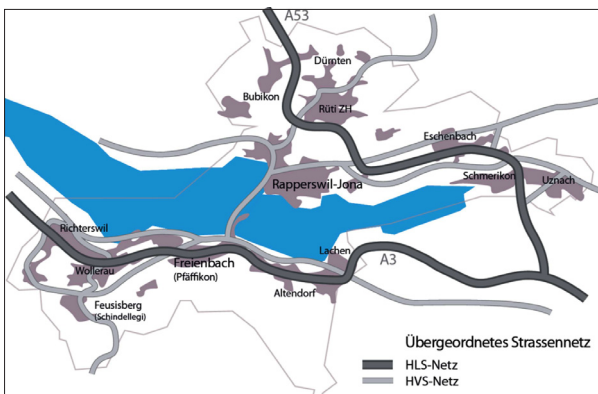 A53
Dürnten
Bubikon
Rüti ZH
Eschenbach
Rapperswil-Jona
Schmerikon
Uznach
Richterswil
Lachen
Wollerau
Freienbach
(Pfäffikon)
A3
Altendorf
Feusisberg
(Schindellegi)
Übergeordnetes Strassennetz
HLS-Netz
HVS-Netz